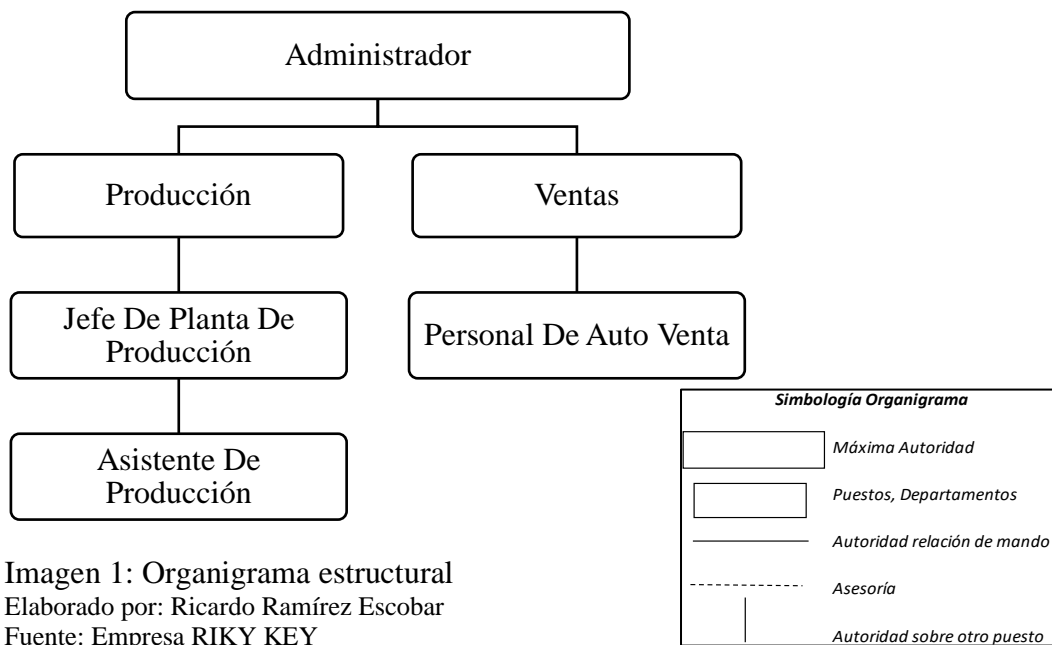 Administrador
Producción
Ventas
Jefe De Planta De
Producción
Personal De Auto Venta
Asistente De
Producción
Simbología Organigrama
Máxima Autoridad
Puestos, Departamentos
Autoridad relación de mando
Asesoría
Autoridad sobre otro puesto
Imagen 1: Organigrama estructural
Elaborado por: Ricardo Ramírez Escobar
Fuente: Empresa RIKY KEY